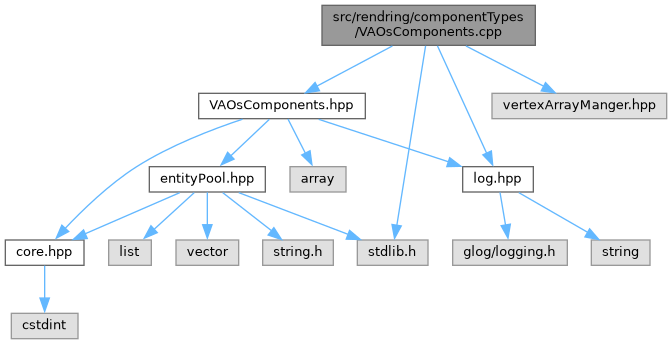 src/rendring/componentTypes
/VAOsComponents.cpp
VAOsComponents.hpp
vertexArrayManger.hpp
entityPool.hpp
array
log.hpp
core.hpp
list
vector
string.h
stdlib.h
glog/logging.h
string
cstdint